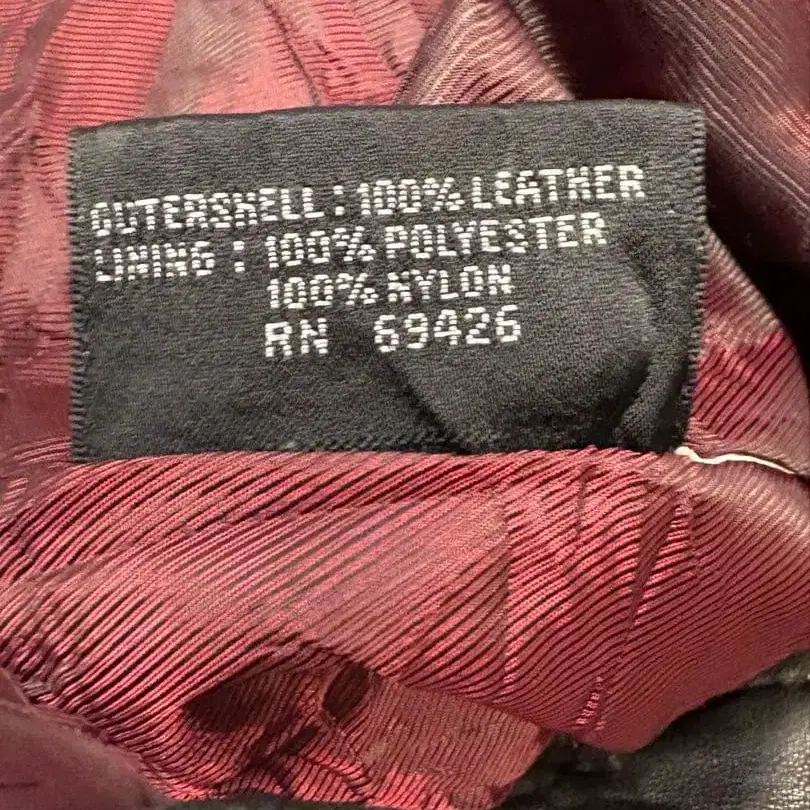 OUTERSHELL : 100% LEATHER
LINING : 100% POLYESTER
100% NYLON
RN 69426